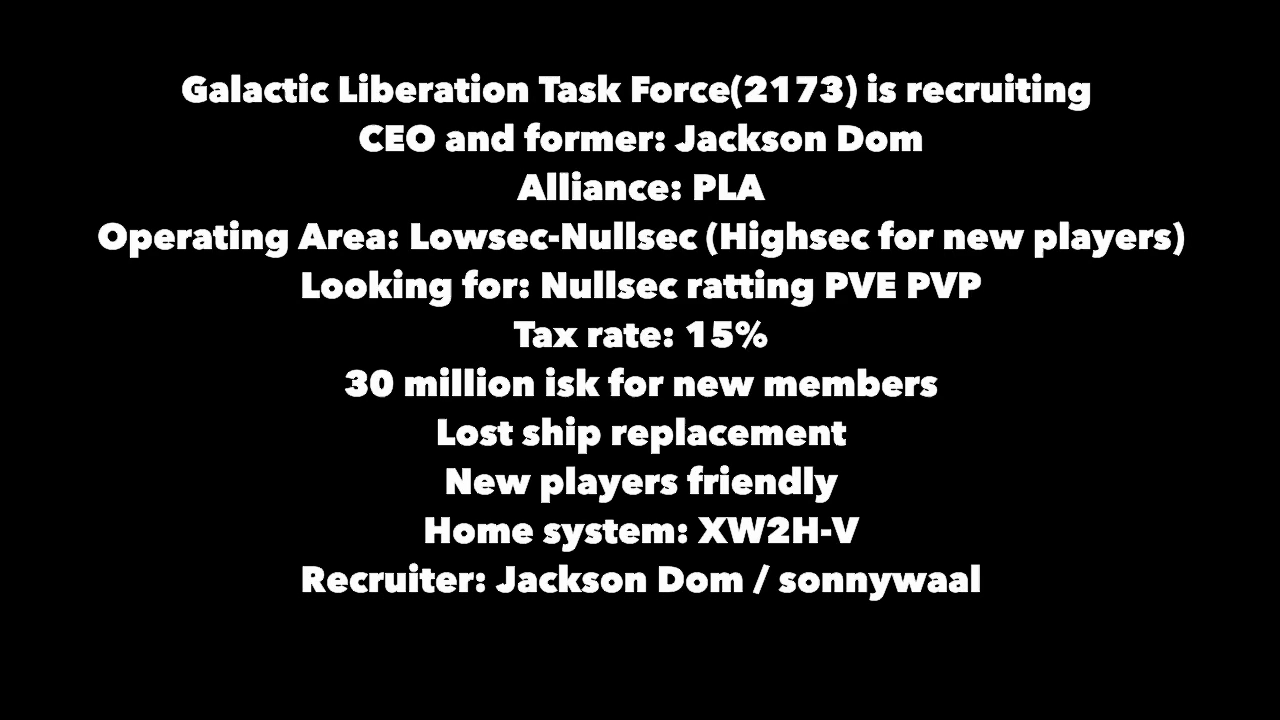 Galactic Liberation Task Force(2173) is recruiting
CEO and former: Jackson Dom
Alliance: PLA
Operating Area: Lowsec-Nullsec (Highsec for new players)
Looking for: Nullsec ratting PVE PVP
Tax rate: 15%
30 million isk for new members
Lost ship replacement
New players friendly
Home system: XW2H-V
Recruiter: Jackson Dom / sonnywaal